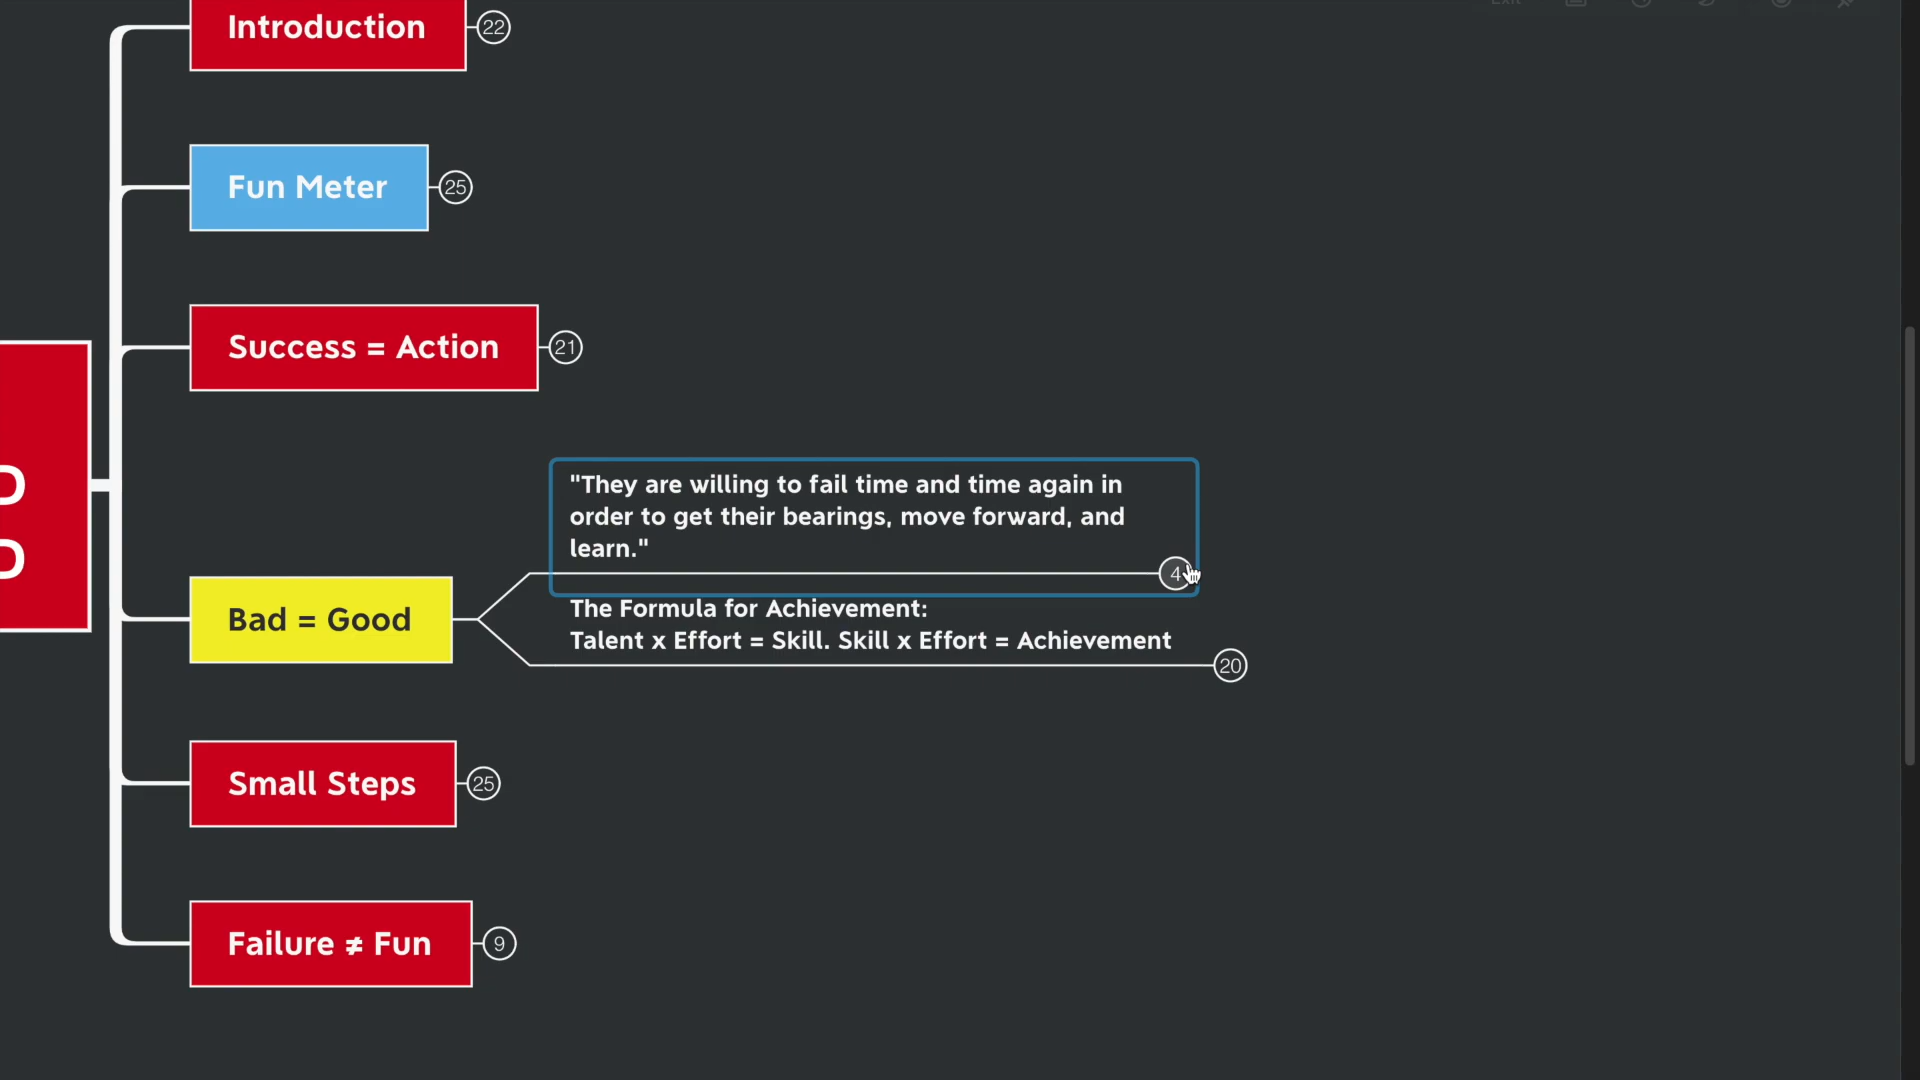 Introduction
22
Fun Meter
25
Success = Action
21
"They are willing to fail time and time again in
order to get their bearings, move forward, and
learn."
4
Bad = Good
The Formula for Achievement:
Talent x Effort = Skill. Skill x Effort = Achievement
20
Small Steps
25
Failure ≠ Fun
9